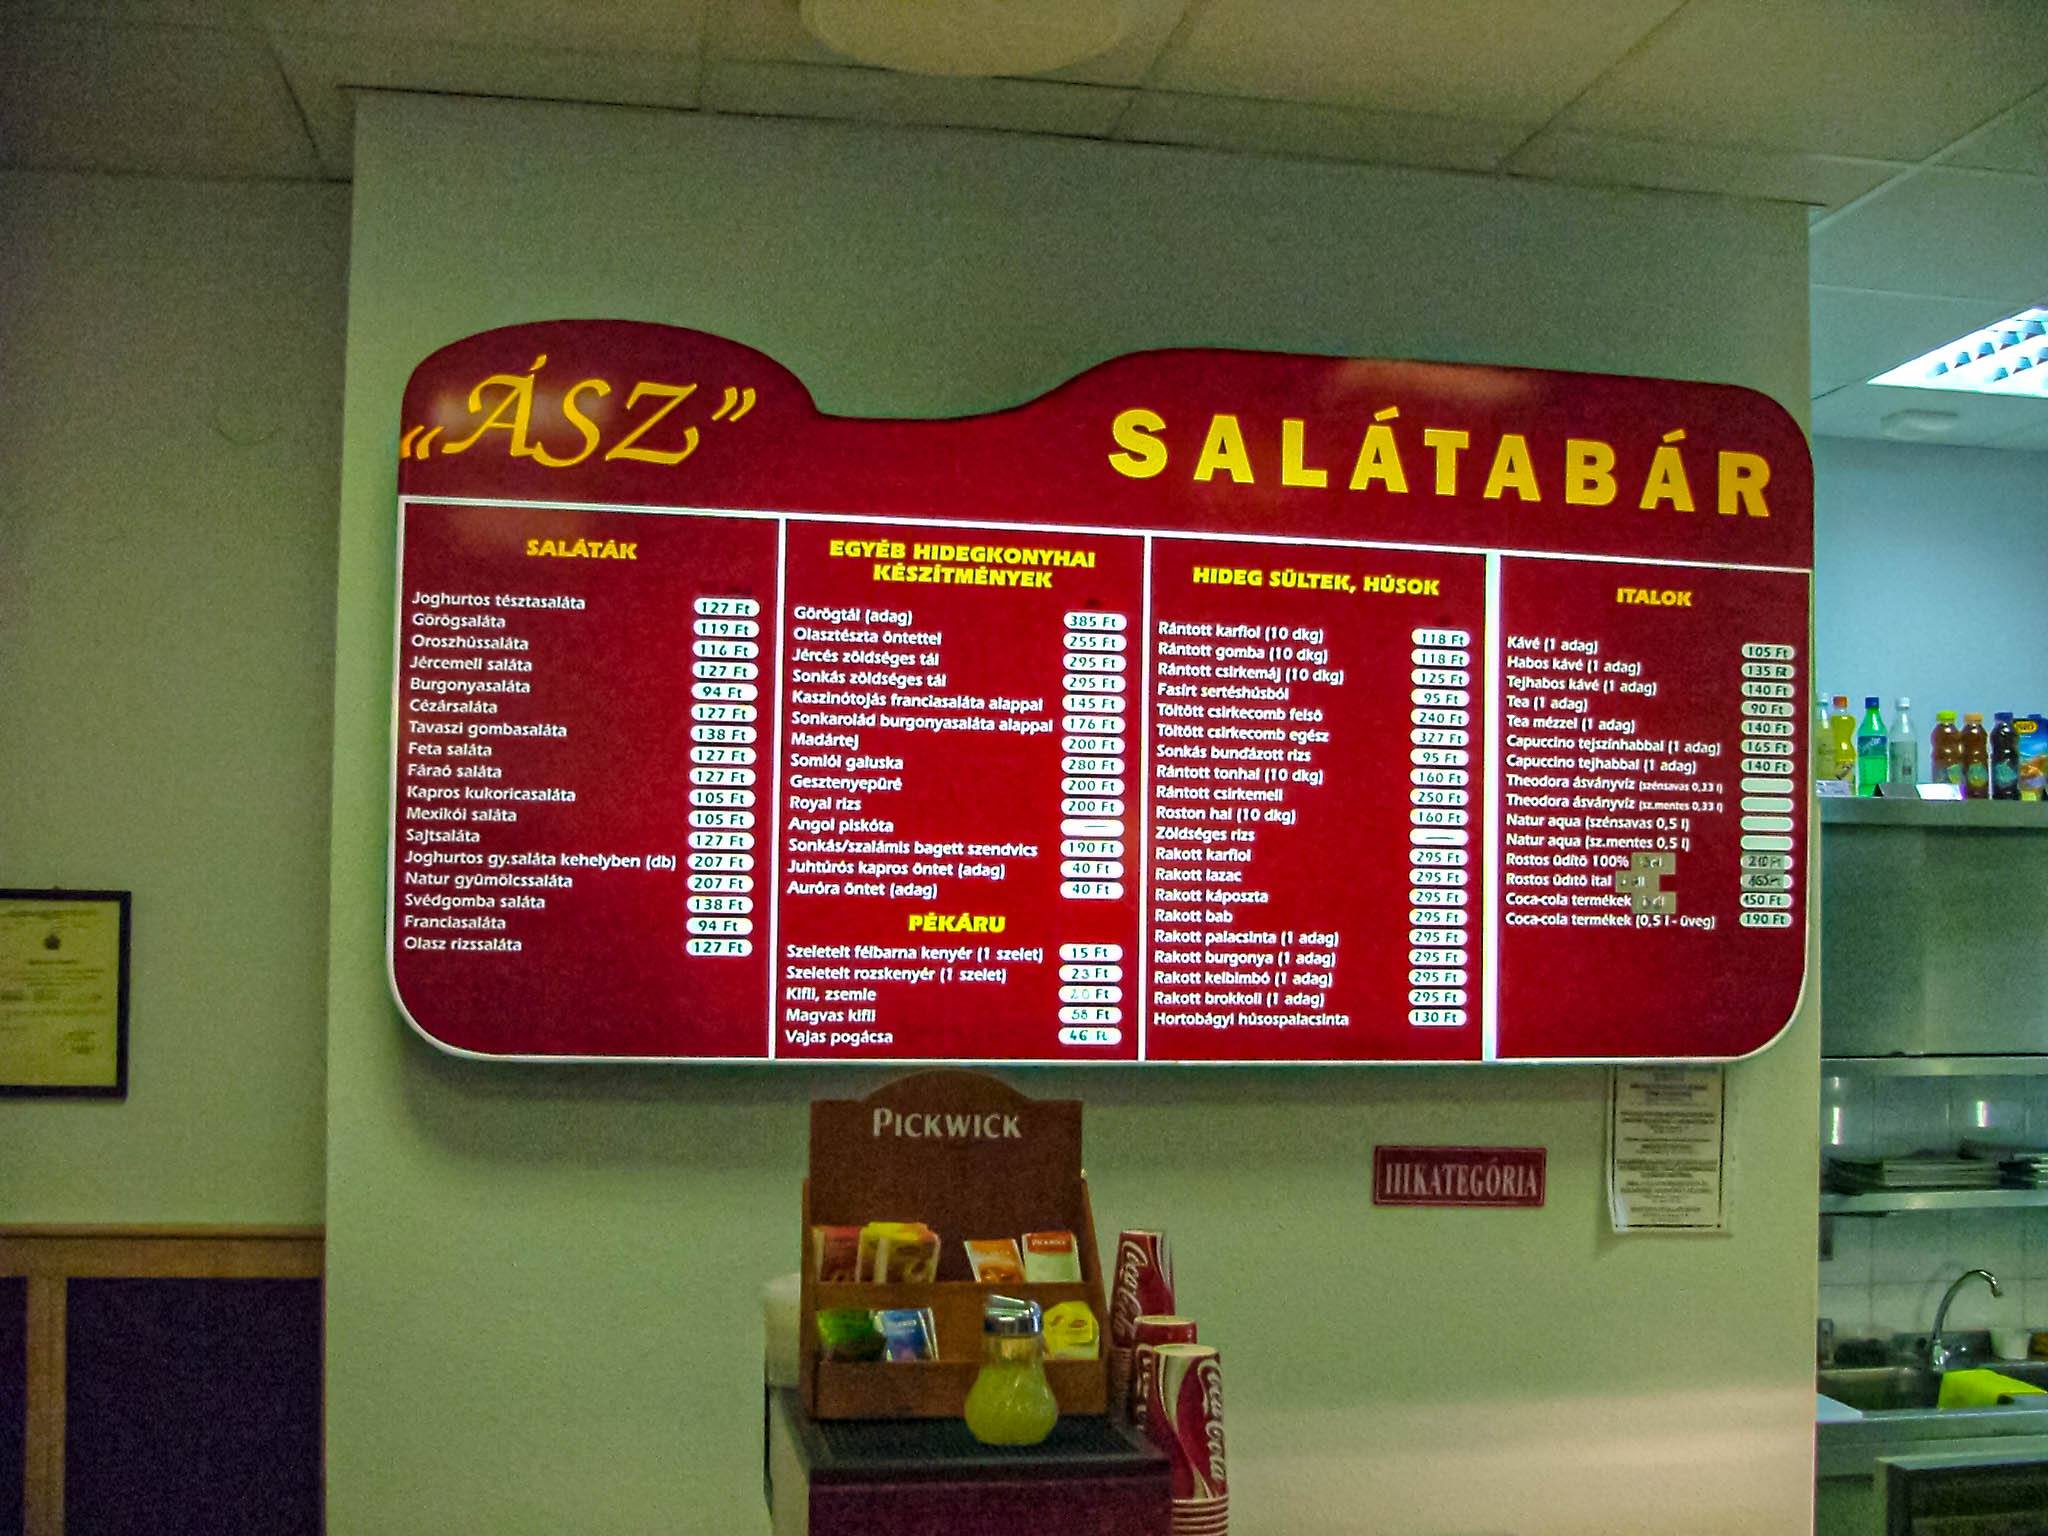 „ÁSZ”
SALÁTABÁR
SALÁTÁK
Joghurtos tésztasaláta 127 Ft
Görögsaláta 119 Ft
Oroszhússaláta 116 Ft
Jércemell saláta 127 Ft
Burgonyasaláta 94 Ft
Cézársaláta 127 Ft
Tavaszi gombasaláta 138 Ft
Feta saláta 127 Ft
Fáraó saláta 127 Ft
Kapros kukoricasaláta 105 Ft
Mexikói saláta 105 Ft
Sajtsaláta 127 Ft
Joghurtos gy.saláta kehelyben (db) 207 Ft
Natur gyümölcssaláta 207 Ft
Svédgomba saláta 138 Ft
Franciasaláta 94 Ft
Olasz rizssaláta 127 Ft
EGYÉB HIDEGKONYHAI
KÉSZÍTMÉNYEK
Görögtál (adag) 385 Ft
Olasztészta öntettel 255 Ft
Jércés zöldséges tál 295 Ft
Sonkás zöldséges tál 295 Ft
Kaszinótojás franciasaláta alappal 145 Ft
Sonkarolád burgonyasaláta alappal 176 Ft
Madártej 200 Ft
Somlói galuska 280 Ft
Gesztenyepüré 200 Ft
Royal rizs 200 Ft
Angol piskóta —
Sonkás/szalámis bagett szendvics 190 Ft
Juhtúrós kapros öntet (adag) 40 Ft
Auróra öntet (adag) 40 Ft
PÉKÁRU
Szeletelt félbarna kenyér (1 szelet) 15 Ft
Szeletelt rozskenyér (1 szelet) 23 Ft
Kifli, zsemle 20 Ft
Magvas kifli 58 Ft
Vajas pogácsa 46 Ft
HIDEG SÜLTEK, HÚSOK
Rántott karfiol (10 dkg) 118 Ft
Rántott gomba (10 dkg) 118 Ft
Rántott csirkemáj (10 dkg) 125 Ft
Fasírt sertéshúsból 95 Ft
Töltött csirkecomb felső 240 Ft
Töltött csirkecomb egész 327 Ft
Sonkás bundázott rizs 95 Ft
Rántott tonhal (10 dkg) 160 Ft
Rántott csirkemell 250 Ft
Roston hal (10 dkg) 160 Ft
Zöldséges rizs —
Rakott karfiol 295 Ft
Rakott lazac 295 Ft
Rakott káposzta 295 Ft
Rakott bab 295 Ft
Rakott palacsinta (1 adag) 295 Ft
Rakott burgonya (1 adag) 295 Ft
Rakott kelbimbó (1 adag) 295 Ft
Rakott brokkoli (1 adag) 295 Ft
Hortobágyi húsospalacsinta 130 Ft
ITALOK
Kávé (1 adag) 105 Ft
Habos kávé (1 adag) 135 Ft
Tejhabos kávé (1 adag) 140 Ft
Tea (1 adag) 90 Ft
Tea mézzel (1 adag) 140 Ft
Capuccino tejszínhabbal (1 adag) 165 Ft
Capuccino tejhabbal (1 adag) 140 Ft
Theodora ásványvíz (szénsavas 0,33 l)
Theodora ásványvíz (sz.mentes 0,33 l)
Natur aqua (szénsavas 0,5 l)
Natur aqua (sz.mentes 0,5 l)
Rostos üdítő 100% 210 Ft
Rostos üdítő ital
Coca-cola termékek 150 Ft
Coca-cola termékek (0,5 l - üveg) 190 Ft
PICKWICK
III.KATEGÓRIA
Coca-Cola
Coca-Cola